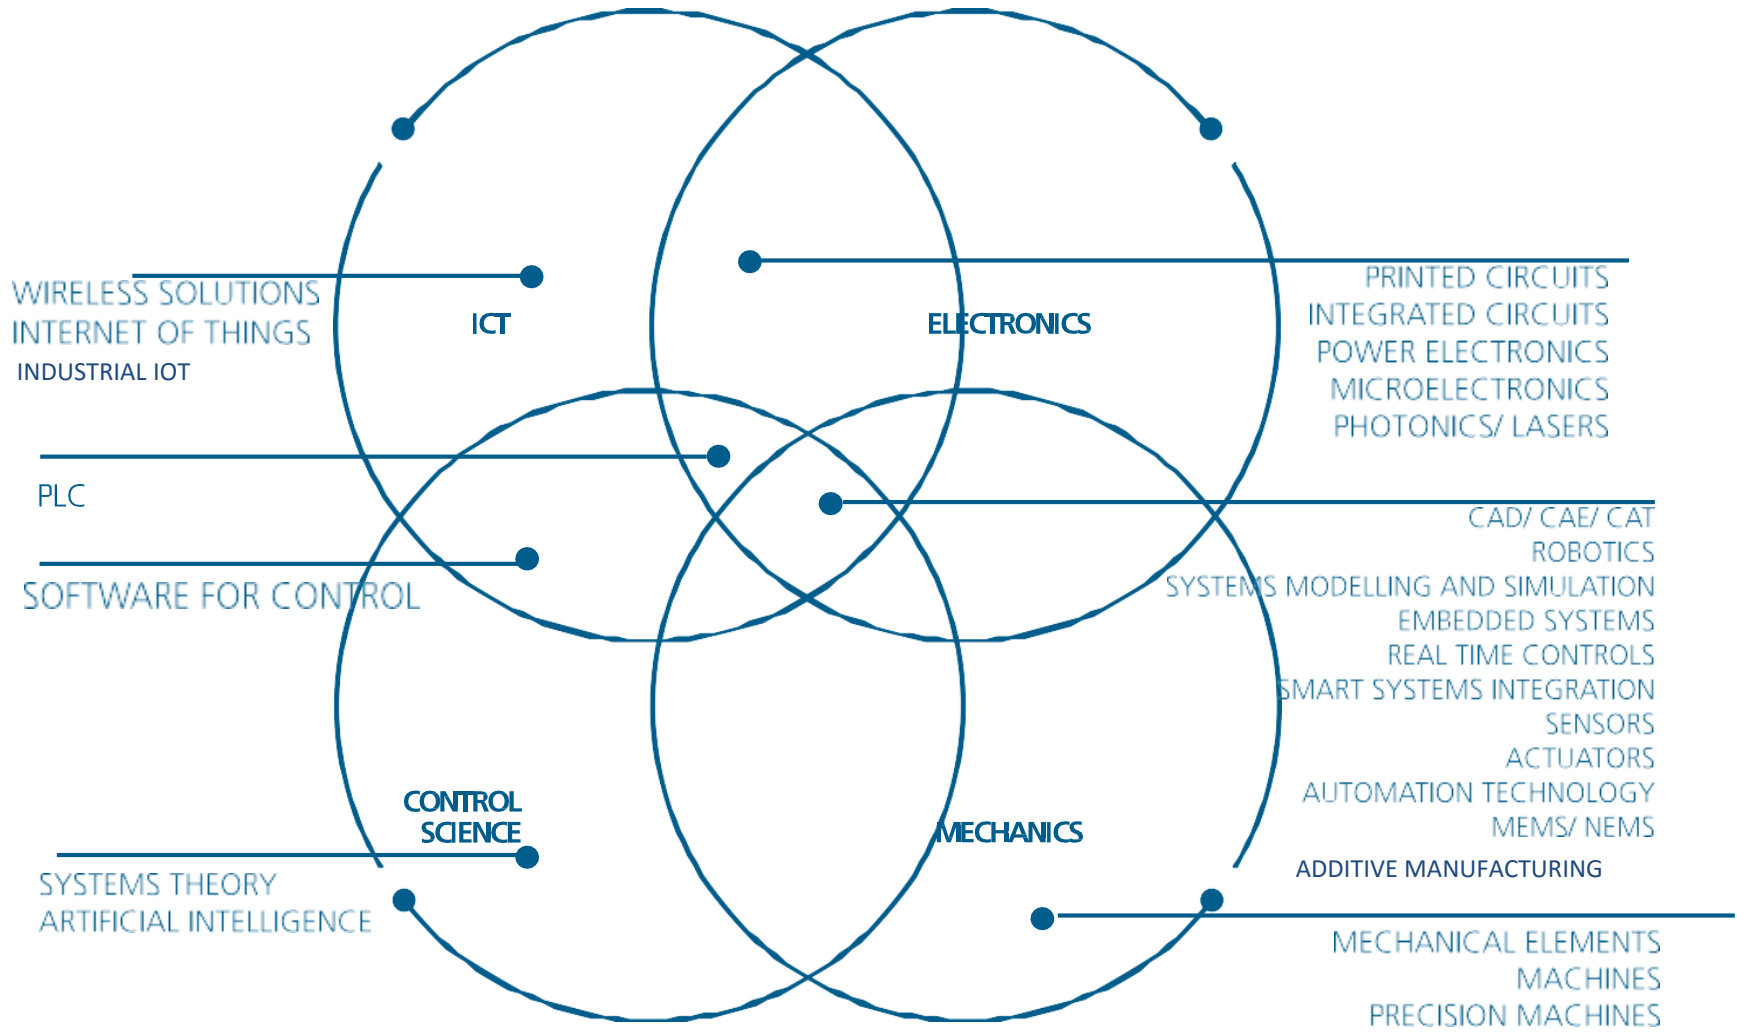 WIRELESS SOLUTIONS
INTERNET OF THINGS
INDUSTRIAL IOT
ICT
ELECTRONICS
PRINTED CIRCUITS
INTEGRATED CIRCUITS
POWER ELECTRONICS
MICROELECTRONICS
PHOTONICS/ LASERS
PLC
SOFTWARE FOR CONTROL
CAD/ CAE/ CAT
ROBOTICS
SYSTEMS MODELLING AND SIMULATION
EMBEDDED SYSTEMS
REAL TIME CONTROLS
SMART SYSTEMS INTEGRATION
SENSORS
ACTUATORS
AUTOMATION TECHNOLOGY
MEMS/ NEMS
ADDITIVE MANUFACTURING
CONTROL
SCIENCE
MECHANICS
SYSTEMS THEORY
ARTIFICIAL INTELLIGENCE
MECHANICAL ELEMENTS
MACHINES
PRECISION MACHINES